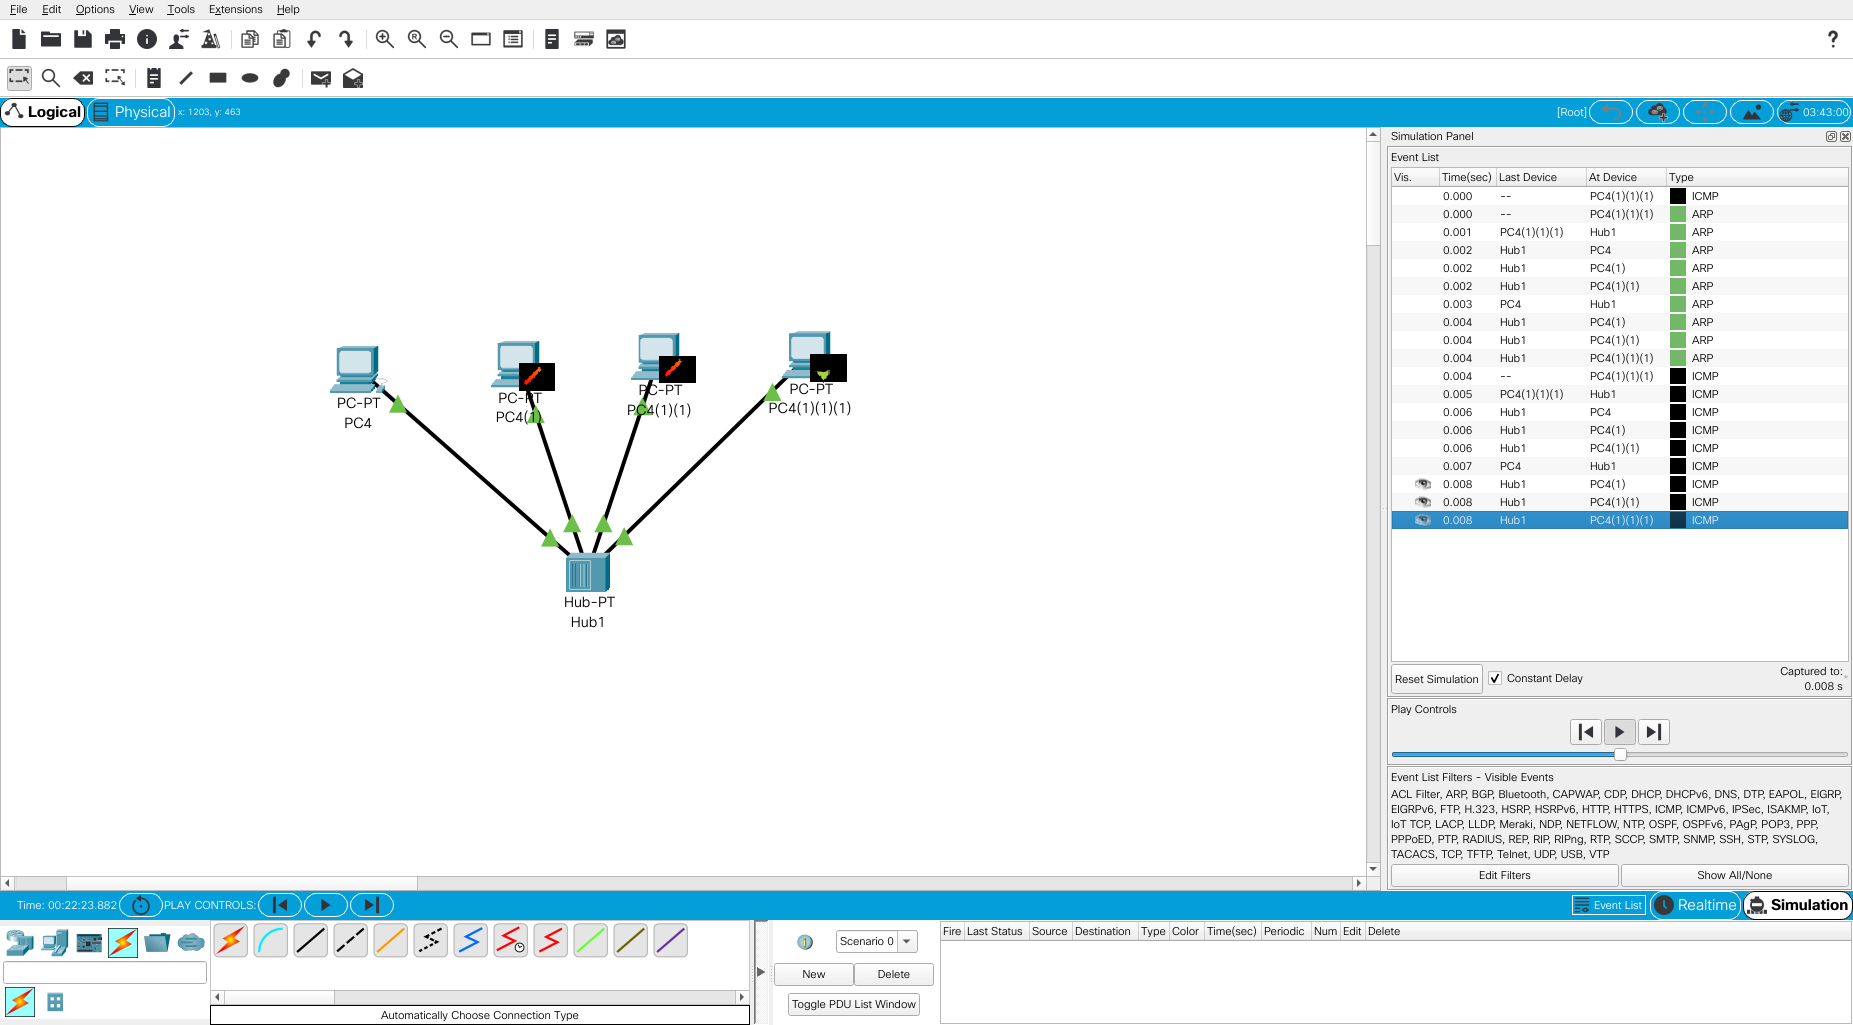 File Edit Options View Tools Extensions Help
?
Logical Physical x: 1203, y: 463 [Root] 03:43:00
Simulation Panel
Event List
Vis. Time(sec) Last Device At Device Type
0.000 -- PC4(1)(1)(1) ICMP
0.000 -- PC4(1)(1)(1) ARP
0.001 PC4(1)(1)(1) Hub1 ARP
0.002 Hub1 PC4 ARP
0.002 Hub1 PC4(1) ARP
0.002 Hub1 PC4(1)(1) ARP
0.003 PC4 Hub1 ARP
0.004 Hub1 PC4(1) ARP
0.004 Hub1 PC4(1)(1) ARP
0.004 Hub1 PC4(1)(1)(1) ARP
0.004 -- PC4(1)(1)(1) ICMP
0.005 PC4(1)(1)(1) Hub1 ICMP
0.006 Hub1 PC4 ICMP
0.006 Hub1 PC4(1) ICMP
0.006 Hub1 PC4(1)(1) ICMP
0.007 PC4 Hub1 ICMP
0.008 Hub1 PC4(1) ICMP
0.008 Hub1 PC4(1)(1) ICMP
0.008 Hub1 PC4(1)(1)(1) ICMP
PC-PT
PC4
PC-PT
PC4(1)
PC-PT
PC4(1)(1)
PC-PT
PC4(1)(1)(1)
Hub-PT
Hub1
Reset Simulation Constant Delay Captured to:
0.008 s
Play Controls
Event List Filters - Visible Events
ACL Filter, ARP, BGP, Bluetooth, CAPWAP, CDP, DHCP, DHCPv6, DNS, DTP, EAPOL, EIGRP,
EIGRPv6, FTP, H.323, HSRP, HSRPv6, HTTP, HTTPS, ICMP, ICMPv6, IPSec, ISAKMP, IoT,
IoT TCP, LACP, LLDP, Meraki, NDP, NETFLOW, NTP, OSPF, OSPFv6, PAgP, POP3, PPP,
PPPoED, PTP, RADIUS, REP, RIP, RIPng, RTP, SCCP, SMTP, SNMP, SSH, STP, SYSLOG,
TACACS, TCP, TFTP, Telnet, UDP, USB, VTP
Edit Filters Show All/None
Time: 00:22:23.882 PLAY CONTROLS: Event List Realtime Simulation
Scenario 0
New Delete
Toggle PDU List Window
Fire Last Status Source Destination Type Color Time(sec) Periodic Num Edit Delete
Automatically Choose Connection Type